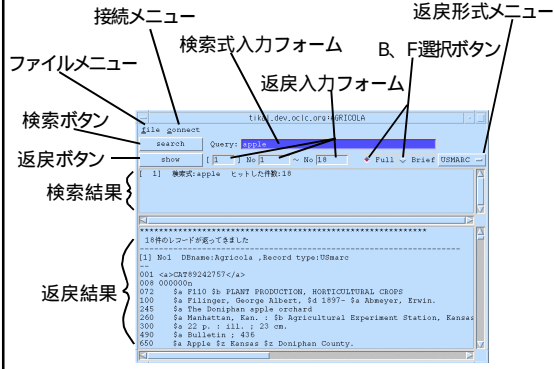 接続メニュー
返戻形式メニュー
検索式入力フォーム
B、F選択ボタン
ファイルメニュー
返戻入力フォーム
検索ボタン
返戻ボタン
検索結果
返戻結果
tikal.dev.oclc.org:AGRICOLA
file connect
search Query: apple
show [ 1 ] No 1 ~ No 18 Full Brief USMARC
[ 1] 検索式:apple ヒットした件数:18
******************************************************************
18件のレコードが返ってきました
------------------------------------------------------------------
[1] No1 DBname:Agricola ,Record type:USmarc
--
001 <a>CAT89242757</a>
008 000000n
072 $a F110 $b PLANT PRODUCTION, HORTICULTURAL CROPS
100 $a Filinger, George Albert, $d 1897- $a Abmeyer, Erwin.
245 $a The Doniphan apple orchard
260 $a Manhattan, Kan. : $b Agricultural Experiment Station, Kansas
300 $a 22 p. : ill. ; 23 cm.
490 $a Bulletin ; 436
650 $a Apple $z Kansas $z Doniphan County.